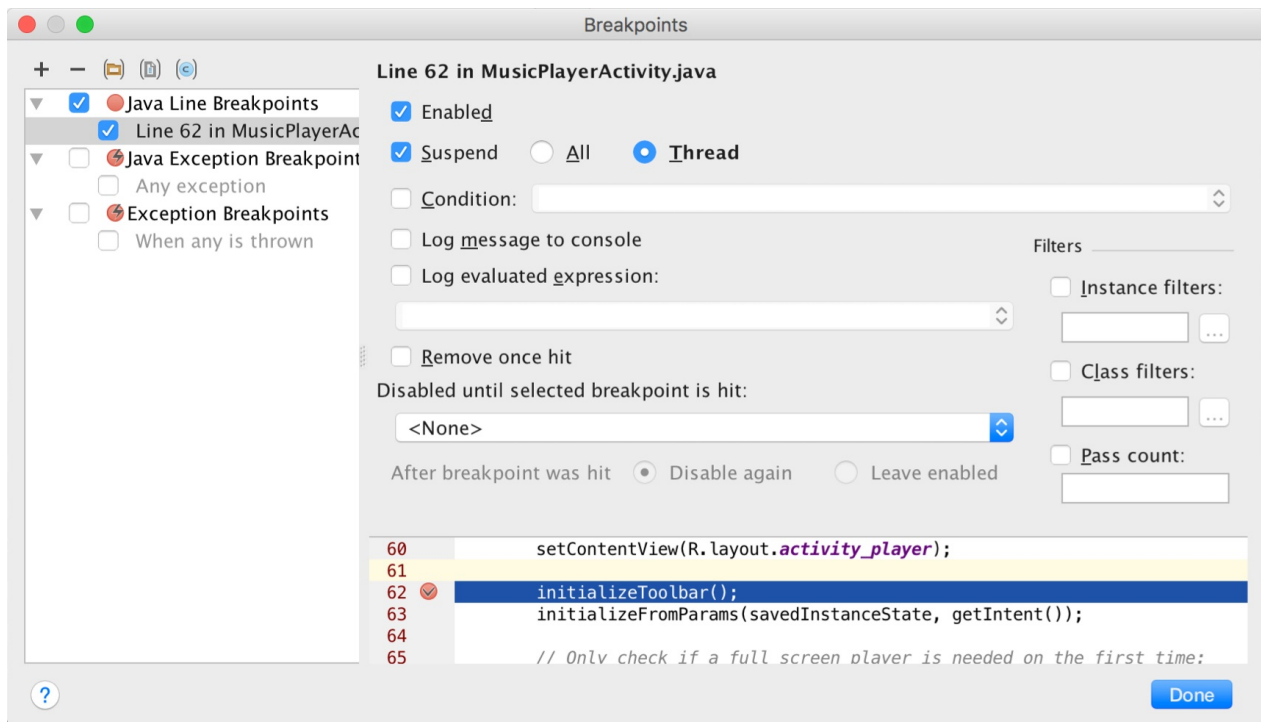 Breakpoints
Java Line Breakpoints
Line 62 in MusicPlayerAc
Java Exception Breakpoint
Any exception
Exception Breakpoints
When any is thrown
Line 62 in MusicPlayerActivity.java
Enabled
Suspend All Thread
Condition:
Log message to console
Log evaluated expression:
Remove once hit
Disabled until selected breakpoint is hit:
<None>
After breakpoint was hit Disable again Leave enabled
Filters
Instance filters:
...
Class filters:
...
Pass count:
60 setContentView(R.layout.activity_player);
61
62 initializeToolbar();
63 initializeFromParams(savedInstanceState, getIntent());
64
65 // Only check if a full screen player is needed on the first time:
?
Done